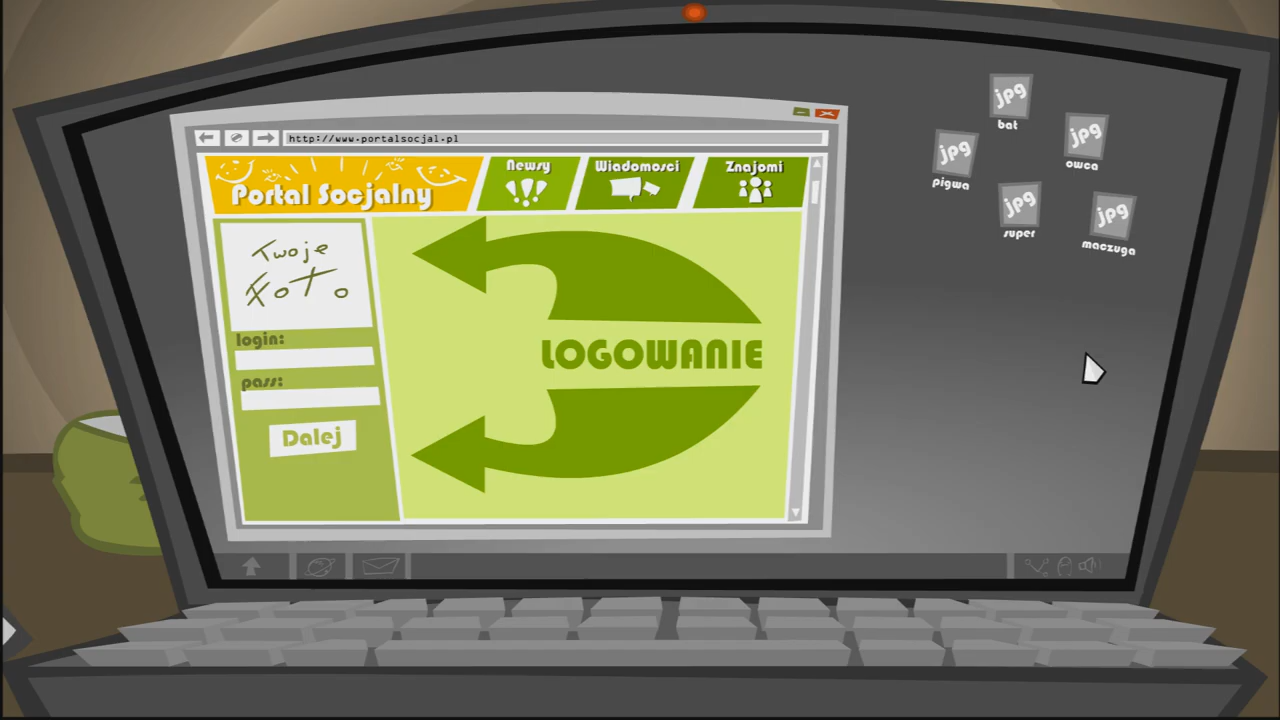 http://www.portalsocjal.pl
Portal Socjalny
Newsy
Wiadomosci
Znajomi
Twoje
Foto
login:
pass:
Dalej
LOGOWANIE
jpg
bat
jpg
owca
jpg
pigwa
jpg
super
jpg
maczuga